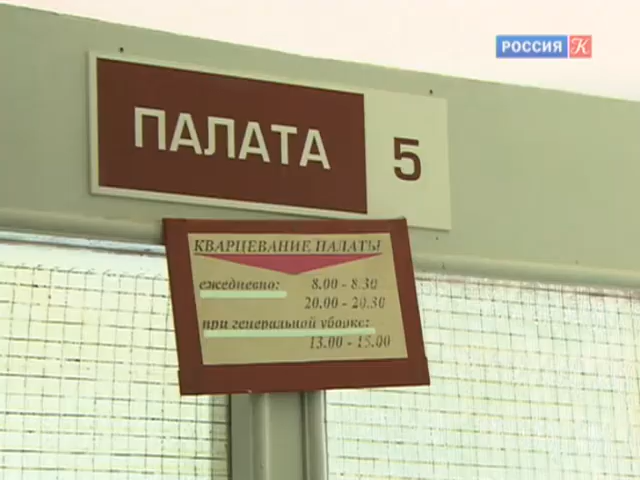 РОССИЯ К
ПАЛАТА 5
КВАРЦЕВАНИЕ ПАЛАТЫ
ежедневно: 8.00 - 8.30
20.00 - 20.30
при генеральной уборке:
13.00 - 15.00